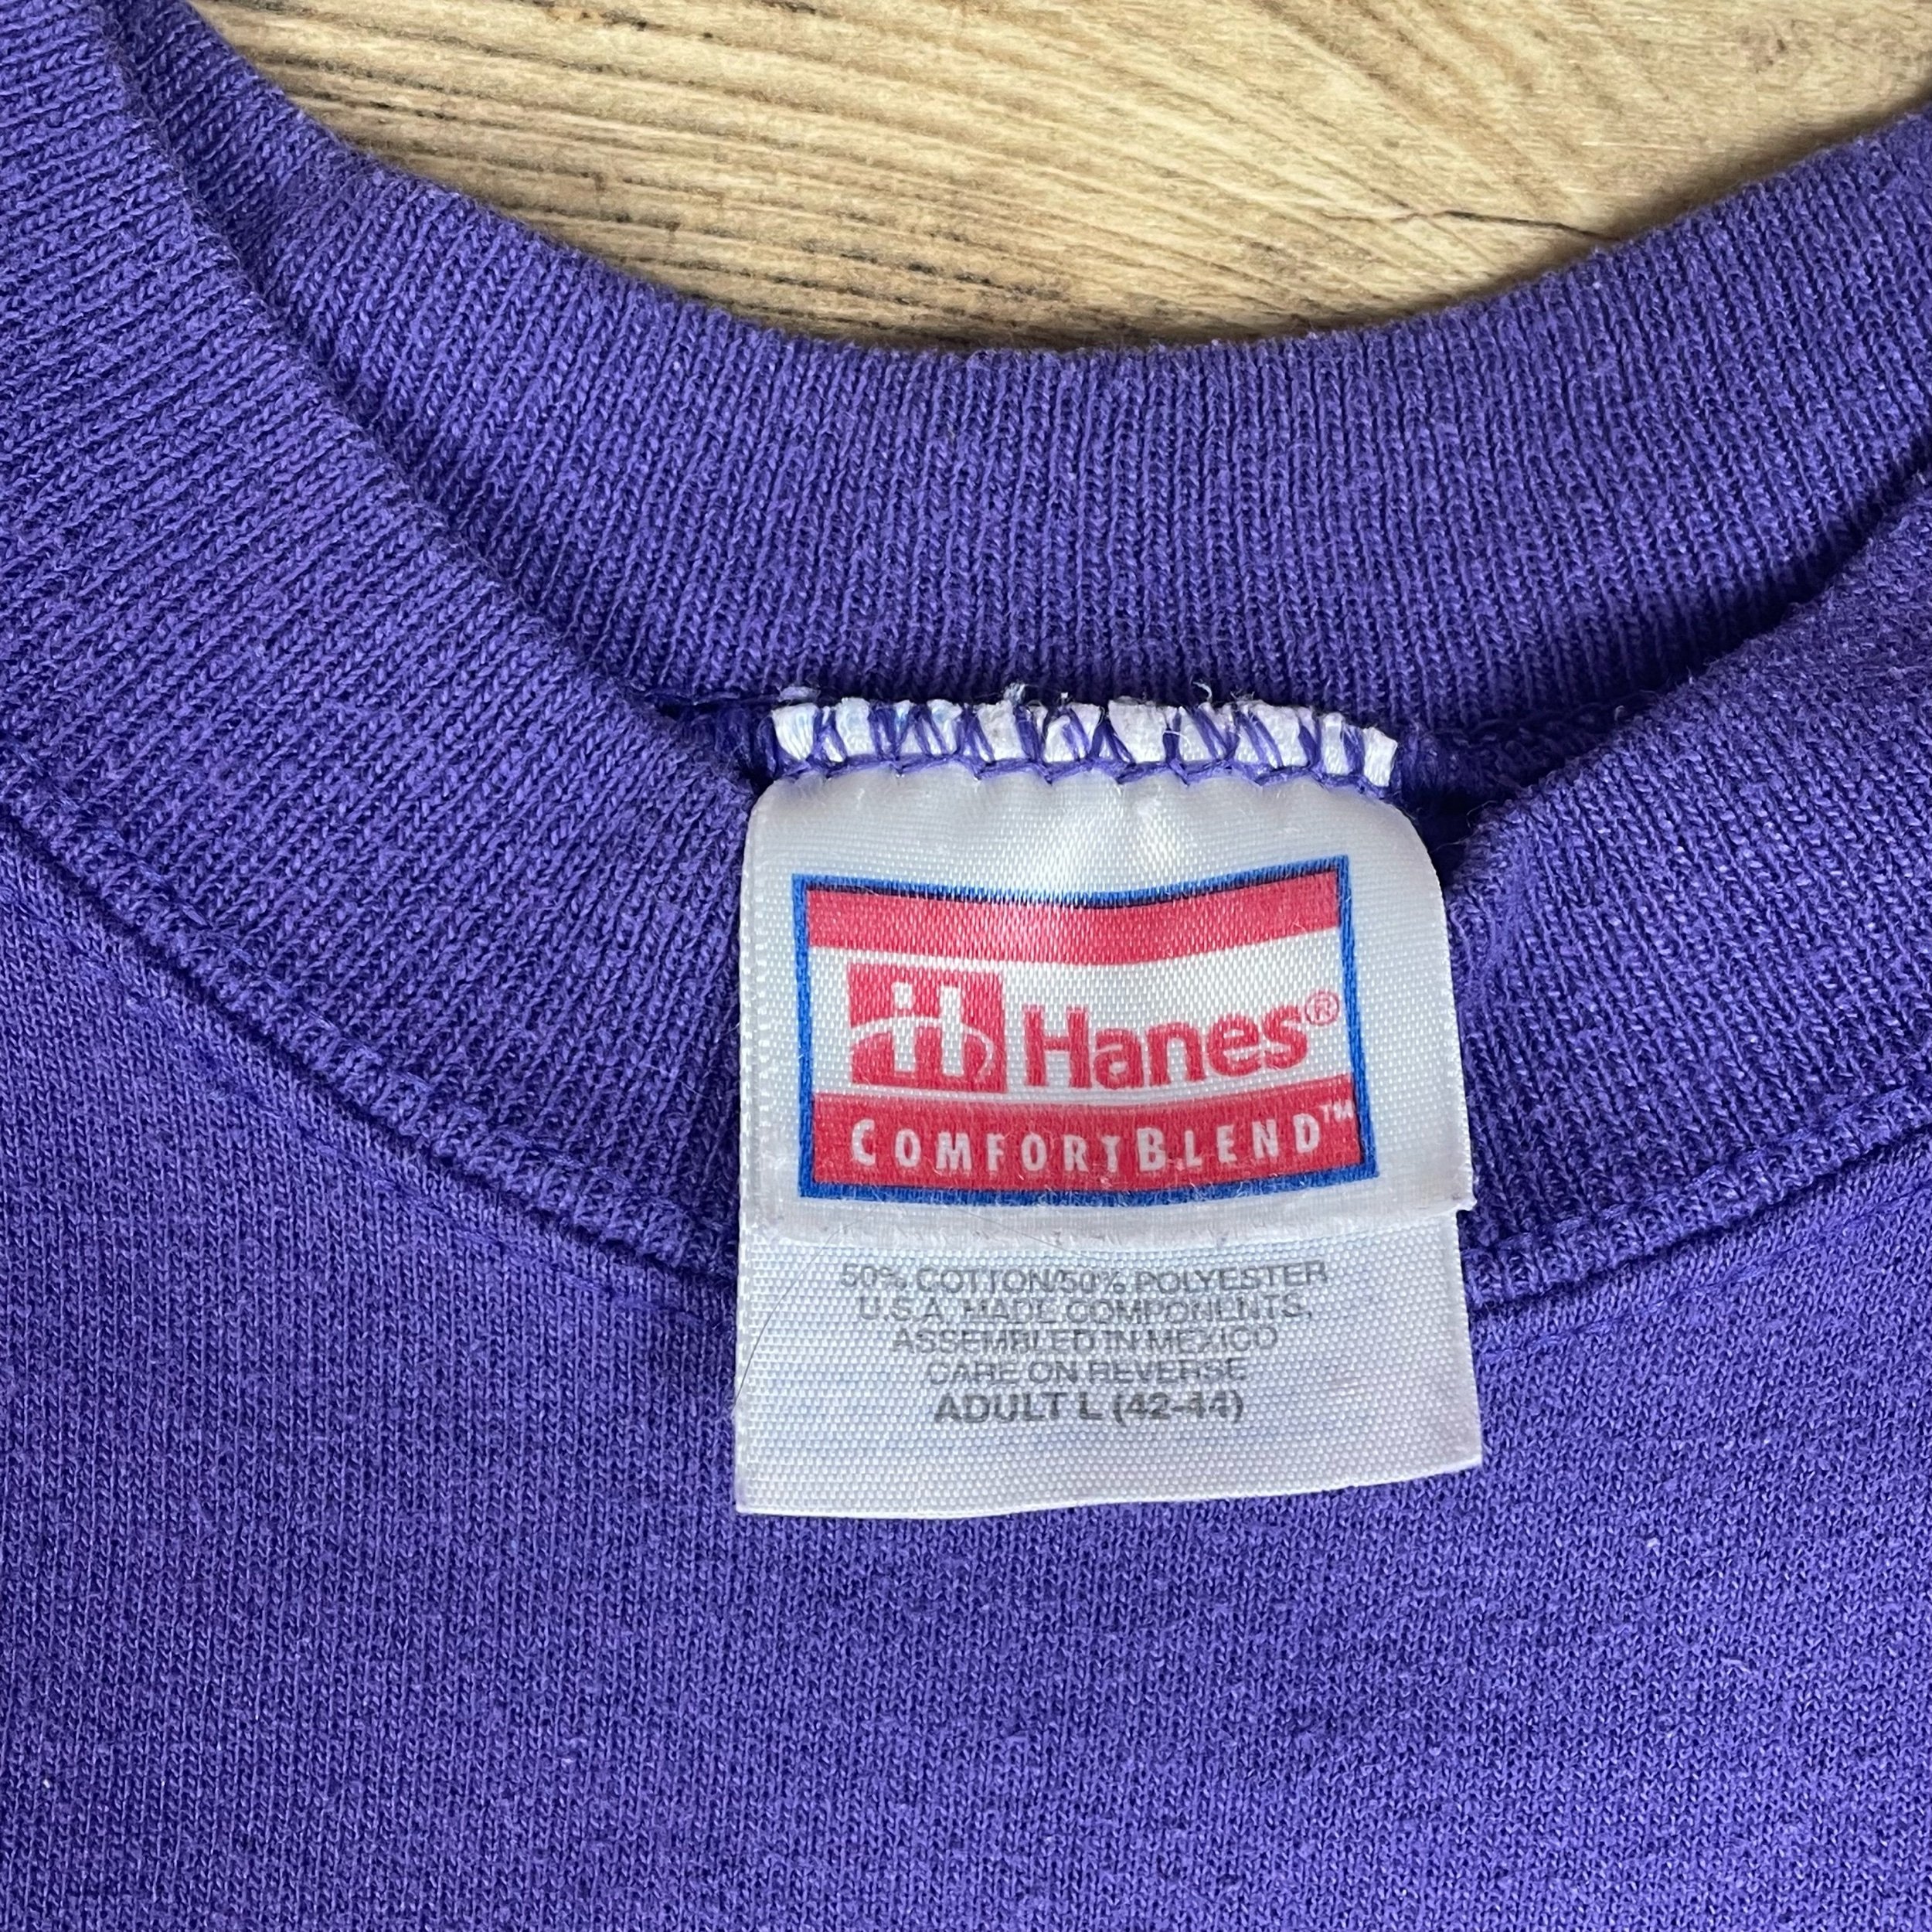 Hanes®
COMFORTBLEND™
50% COTTON/50% POLYESTER
U.S.A. MADE COMPONENTS,
ASSEMBLED IN MEXICO
CARE ON REVERSE
ADULT L (42-44)